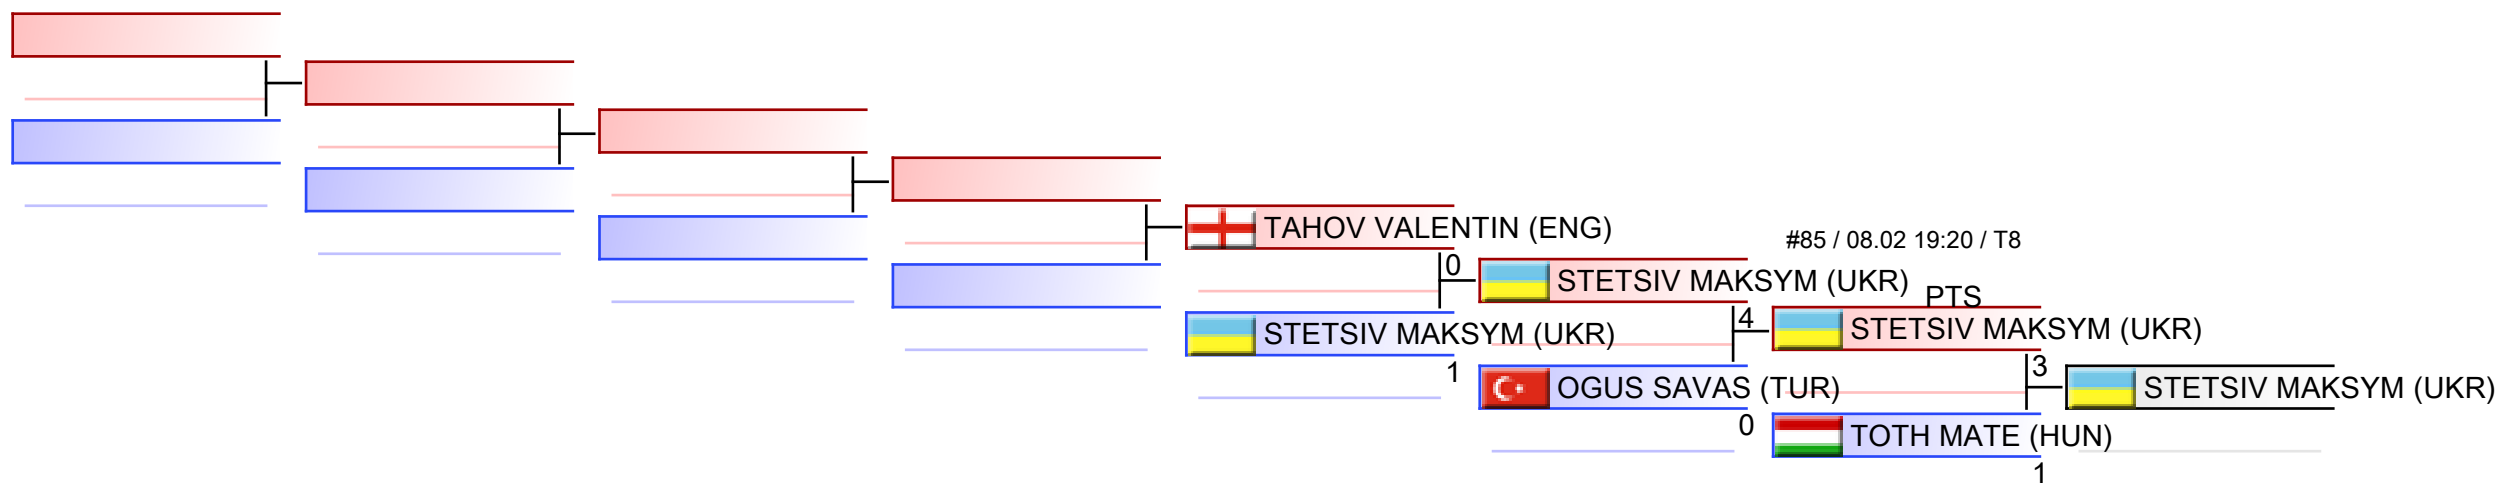 TAHOV VALENTIN (ENG)
0
STETSIV MAKSYM (UKR)
1
#85 / 08.02 19:20 / T8
STETSIV MAKSYM (UKR)
4
OGUS SAVAS (TUR)
0
PTS
STETSIV MAKSYM (UKR)
3
TOTH MATE (HUN)
1
STETSIV MAKSYM (UKR)